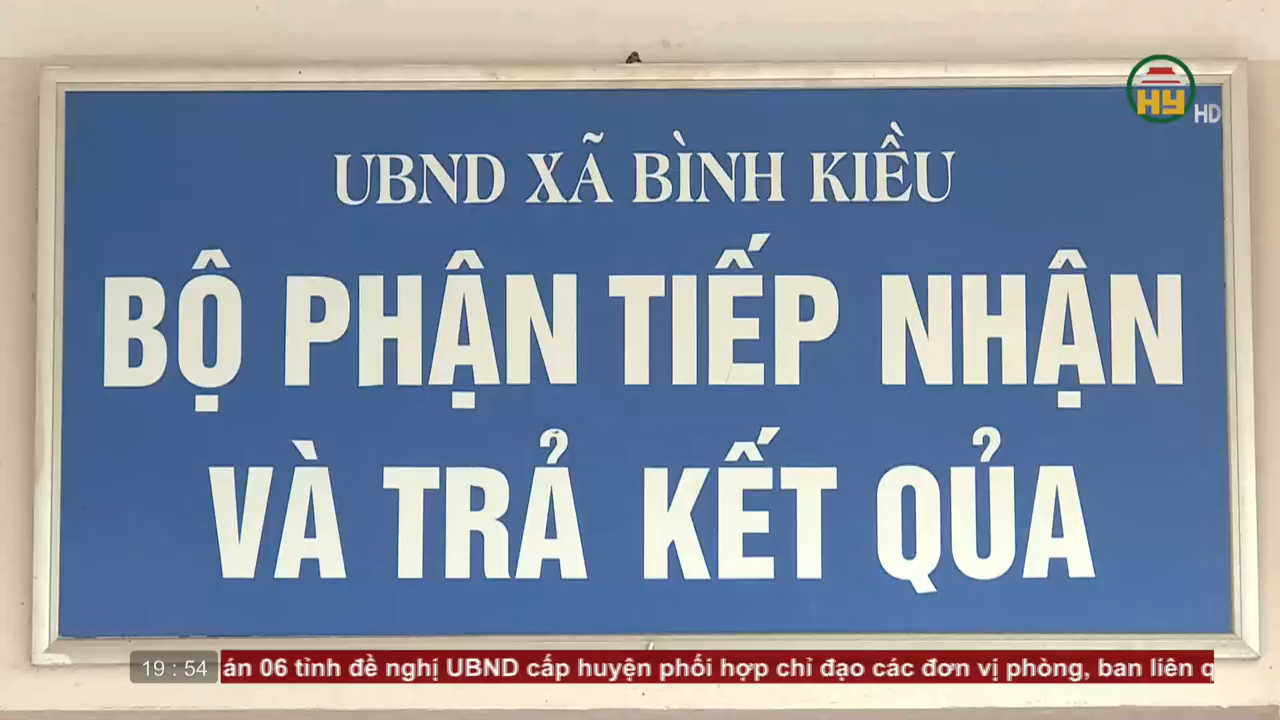 HY HD
UBND XÃ BÌNH KIỀU
BỘ PHẬN TIẾP NHẬN
VÀ TRẢ KẾT QỦA
19 : 54
án 06 tỉnh đề nghị UBND cấp huyện phối hợp chỉ đạo các đơn vị phòng, ban liên q